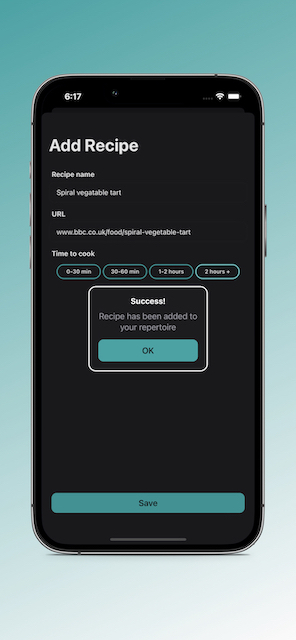 6:17
Add Recipe
Recipe name
Spiral vegatable tart
URL
www.bbc.co.uk/food/spiral-vegetable-tart
Time to cook
0-30 min 30-60 min 1-2 hours 2 hours +
Success!
Recipe has been added to
your repertoire
OK
Save